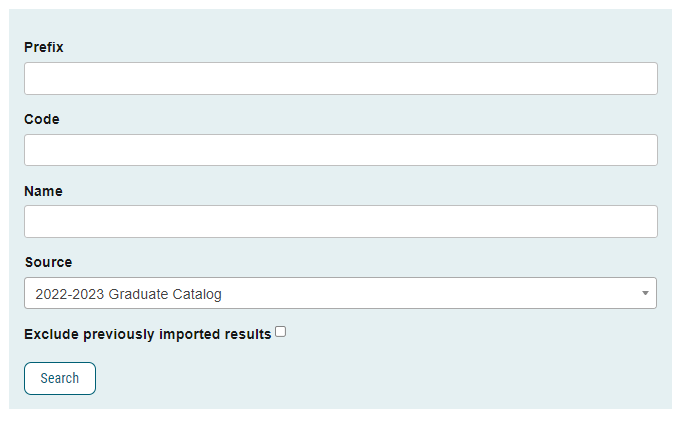 Prefix
Code
Name
Source
2022-2023 Graduate Catalog
Exclude previously imported results
Search